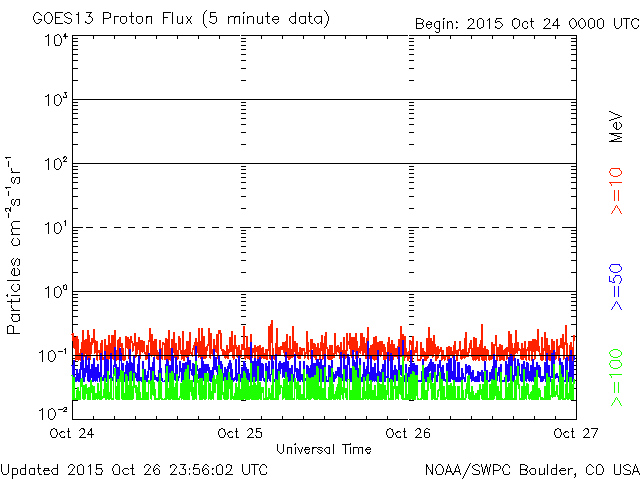 GOES13 Proton Flux (5 minute data)
Begin: 2015 Oct 24 0000 UTC
10⁴
10³
10²
10¹
10⁰
10⁻¹
10⁻²
Particles cm⁻²s⁻¹sr⁻¹
MeV
>=10
>=50
>=100
Oct 24
Oct 25
Oct 26
Oct 27
Universal Time
Updated 2015 Oct 26 23:56:02 UTC
NOAA/SWPC Boulder, CO USA